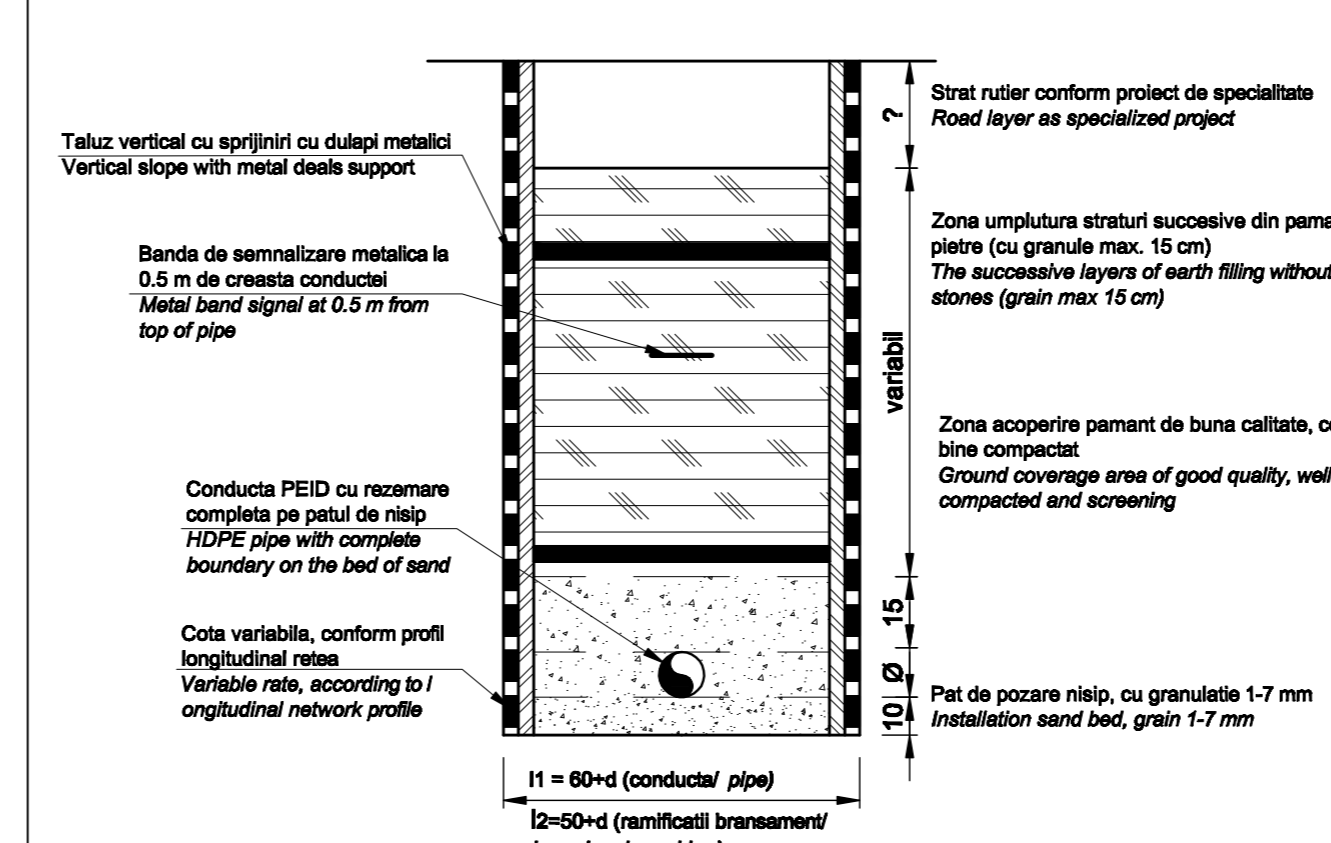 Taluz vertical cu sprijiniri cu dulapi metalici
Vertical slope with metal deals support
Banda de semnalizare metalica la
0.5 m de creasta conductei
Metal band signal at 0.5 m from
top of pipe
Conducta PEID cu rezemare
completa pe patul de nisip
HDPE pipe with complete
boundary on the bed of sand
Cota variabila, conform profil
longitudinal retea
Variable rate, according to l
ongitudinal network profile
?
variabil
15
Ø
10
Strat rutier conform proiect de specialitate
Road layer as specialized project
Zona umplutura straturi succesive din pama
pietre (cu granule max. 15 cm)
The successive layers of earth filling without
stones (grain max 15 cm)
Zona acoperire pamant de buna calitate, ce
bine compactat
Ground coverage area of good quality, well
compacted and screening
Pat de pozare nisip, cu granulatie 1-7 mm
Installation sand bed, grain 1-7 mm
l1 = 60+d (conducta/ pipe)
l2=50+d (ramificatii bransament/